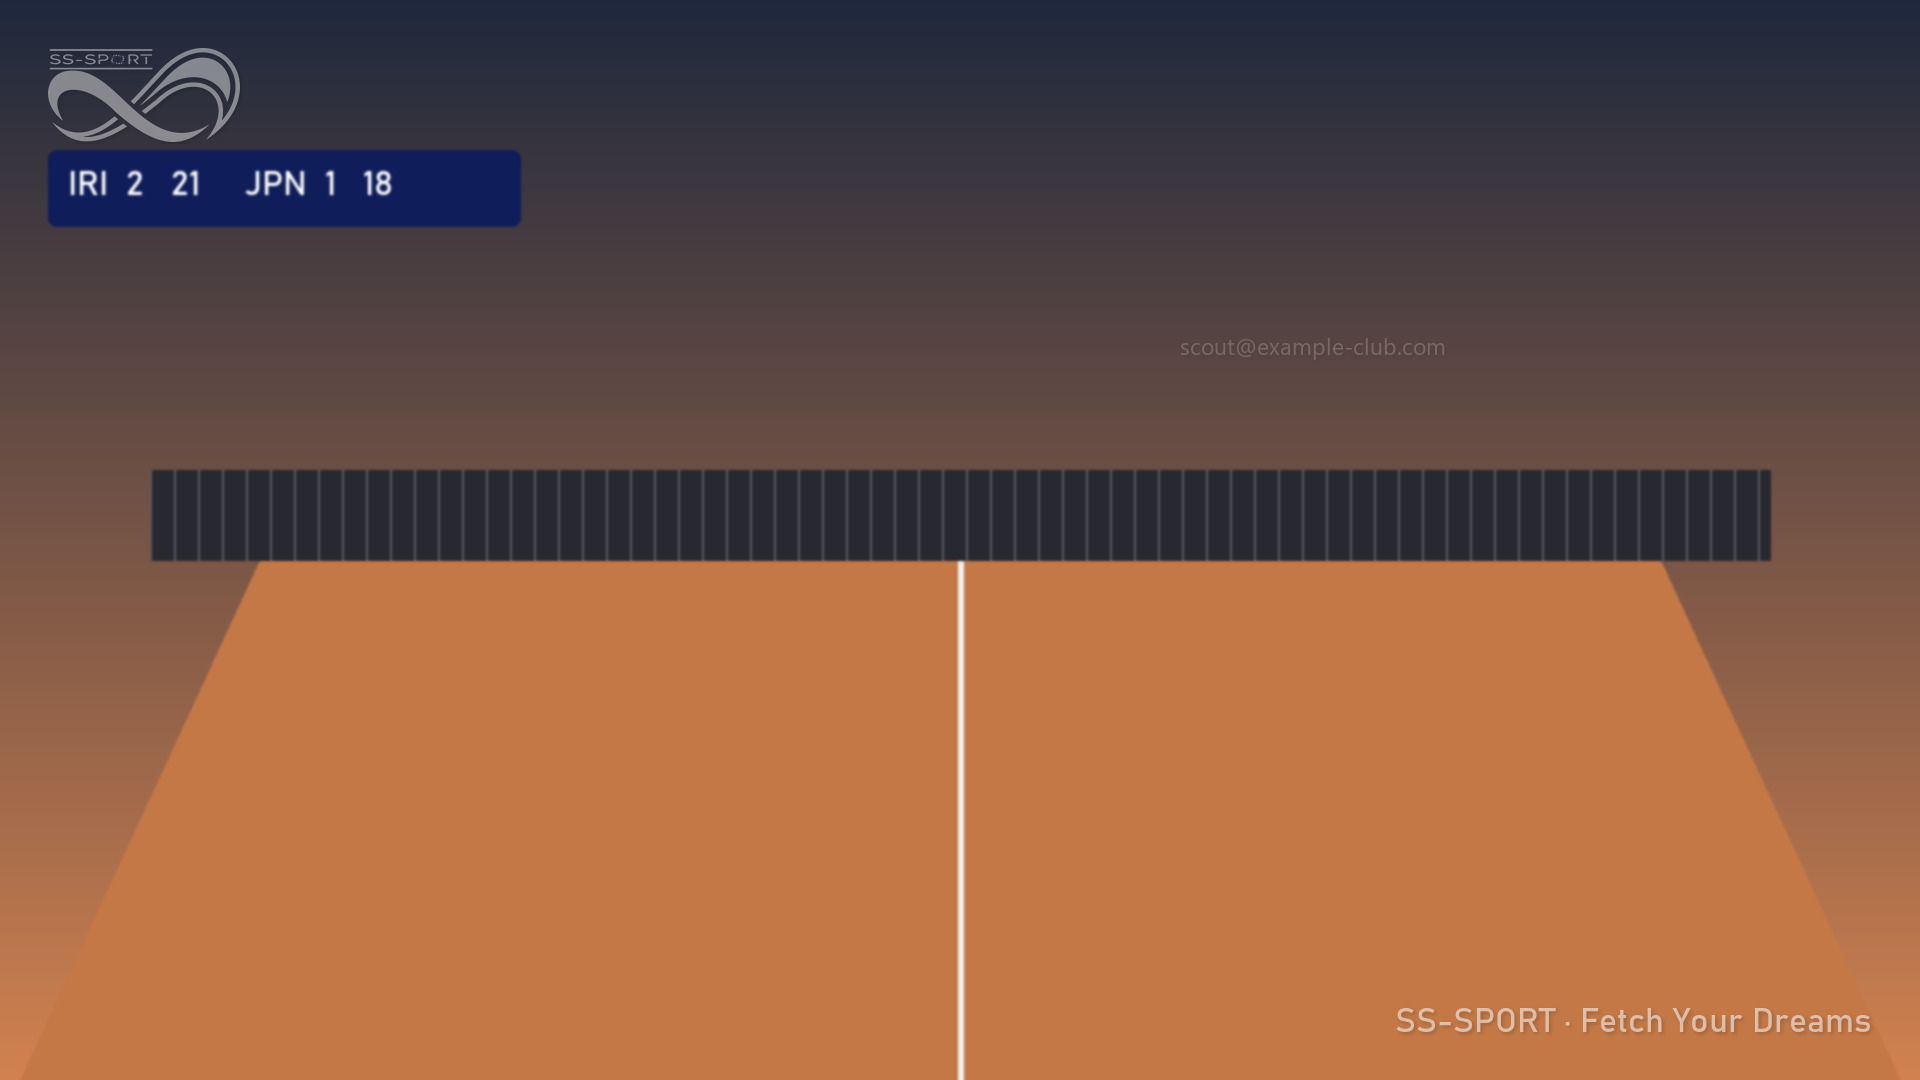 SS-SPORT
IRI 2 21 JPN 1 18
scout@example-club.com
SS-SPORT · Fetch Your Dreams